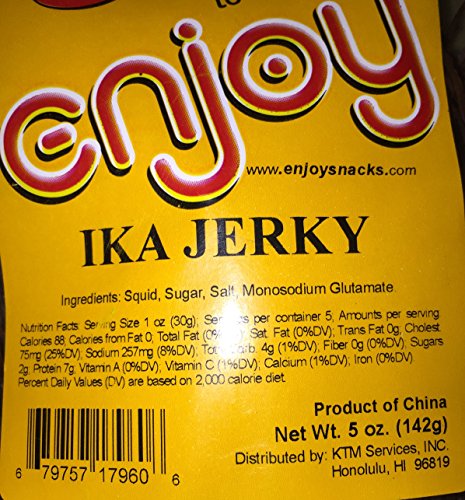 to
enjoy
www.enjoysnacks.com
IKA JERKY
Ingredients: Squid, Sugar, Salt, Monosodium Glutamate
Nutrition Facts: Serving Size 1 oz (30g); Servings per container 5; Amounts per serving
Calories 88; Calories from Fat 0; Total Fat (0%DV); Sat. Fat (0%DV); Trans Fat 0g; Cholest
75mg (25%DV); Sodium 257mg (8%DV); Total Carb. 4g (1%DV); Fiber 0g (0%DV); Sugars
2g; Protein 7g; Vitamin A (0%DV); Vitamin C (1%DV); Calcium (1%DV); Iron (0%DV)
Percent Daily Values (DV) are based on 2,000 calorie diet.
Product of China
Net Wt. 5 oz. (142g)
Distributed by: KTM Services, INC.
Honolulu, HI 96819
6 79757 17960 6